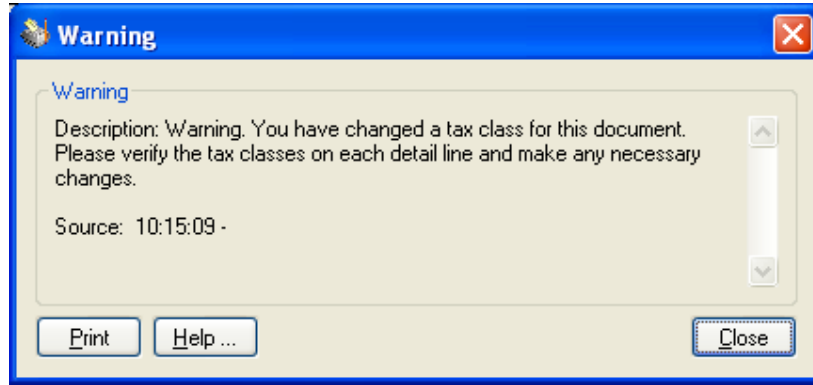 Warning
Warning
Description: Warning. You have changed a tax class for this document.
Please verify the tax classes on each detail line and make any necessary
changes.
Source: 10:15:09 -
Print
Help ...
Close